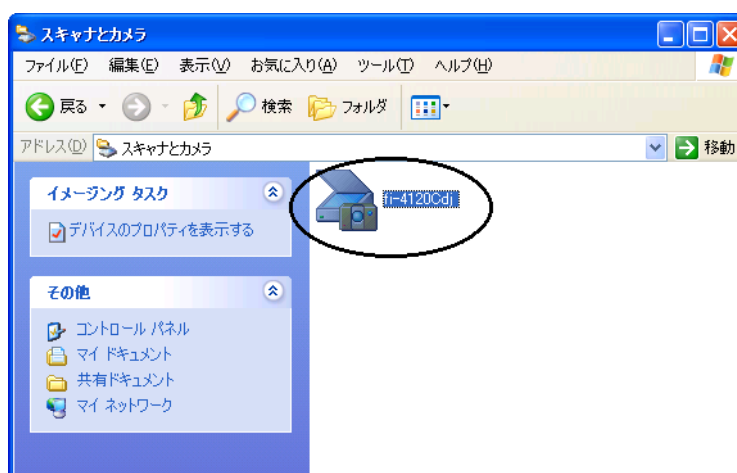 スキャナとカメラ
ファイル(F) 編集(E) 表示(V) お気に入り(A) ツール(T) ヘルプ(H)
戻る 検索 フォルダ
アドレス(D) スキャナとカメラ 移動
イメージング タスク
デバイスのプロパティを表示する
fi-4120Cdj
その他
コントロール パネル
マイ ドキュメント
共有ドキュメント
マイ ネットワーク